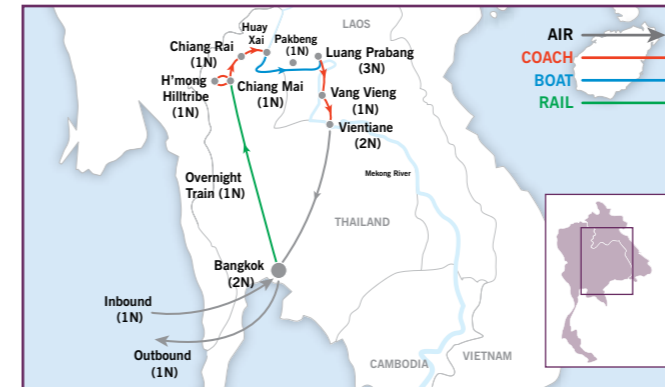 LAOS
AIR
COACH
BOAT
RAIL
Huay
Xai
Pakbeng
(1N)
Chiang Rai
(1N)
Luang Prabang
(3N)
H'mong
Hilltribe
(1N)
Chiang Mai
(1N)
Vang Vieng
(1N)
Vientiane
(2N)
Mekong River
Overnight
Train (1N)
THAILAND
Bangkok
(2N)
Inbound
(1N)
Outbound
(1N)
CAMBODIA
VIETNAM